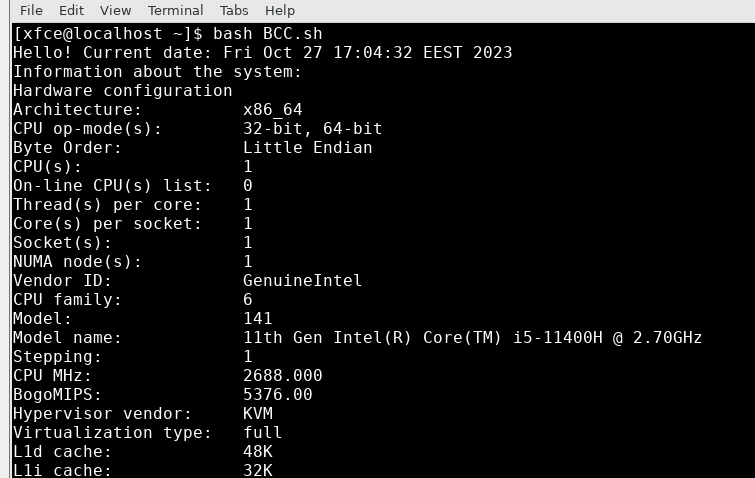 File Edit View Terminal Tabs Help
[xfce@localhost ~]$ bash BCC.sh
Hello! Current date: Fri Oct 27 17:04:32 EEST 2023
Information about the system:
Hardware configuration
Architecture:          x86_64
CPU op-mode(s):        32-bit, 64-bit
Byte Order:            Little Endian
CPU(s):                1
On-line CPU(s) list:   0
Thread(s) per core:    1
Core(s) per socket:    1
Socket(s):             1
NUMA node(s):          1
Vendor ID:             GenuineIntel
CPU family:            6
Model:                 141
Model name:            11th Gen Intel(R) Core(TM) i5-11400H @ 2.70GHz
Stepping:              1
CPU MHz:               2688.000
BogoMIPS:              5376.00
Hypervisor vendor:     KVM
Virtualization type:   full
L1d cache:             48K
L1i cache:             32K